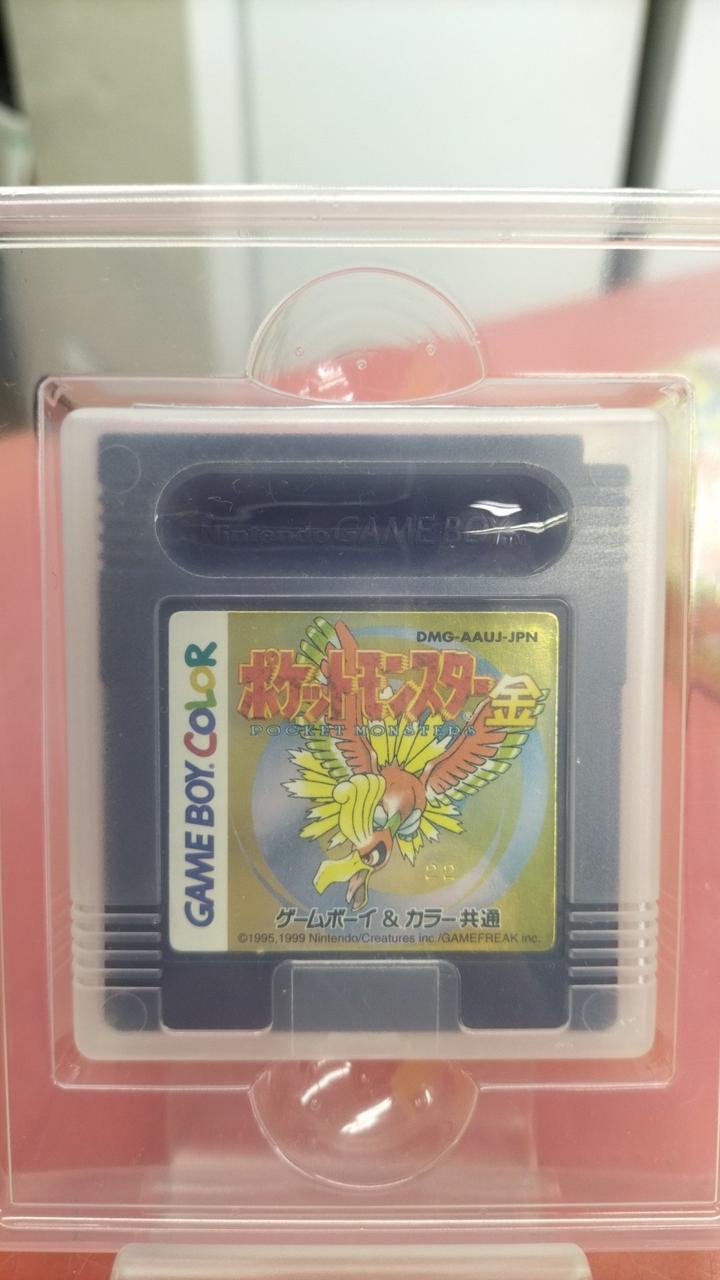 Nintendo GAME BOY
DMG-AAUJ-JPN
ポケットモンスター金
POCKET MONSTERS
GAME BOY COLOR
22
ゲームボーイ & カラー共通
©1995,1999 Nintendo/Creatures inc./GAMEFREAK inc.